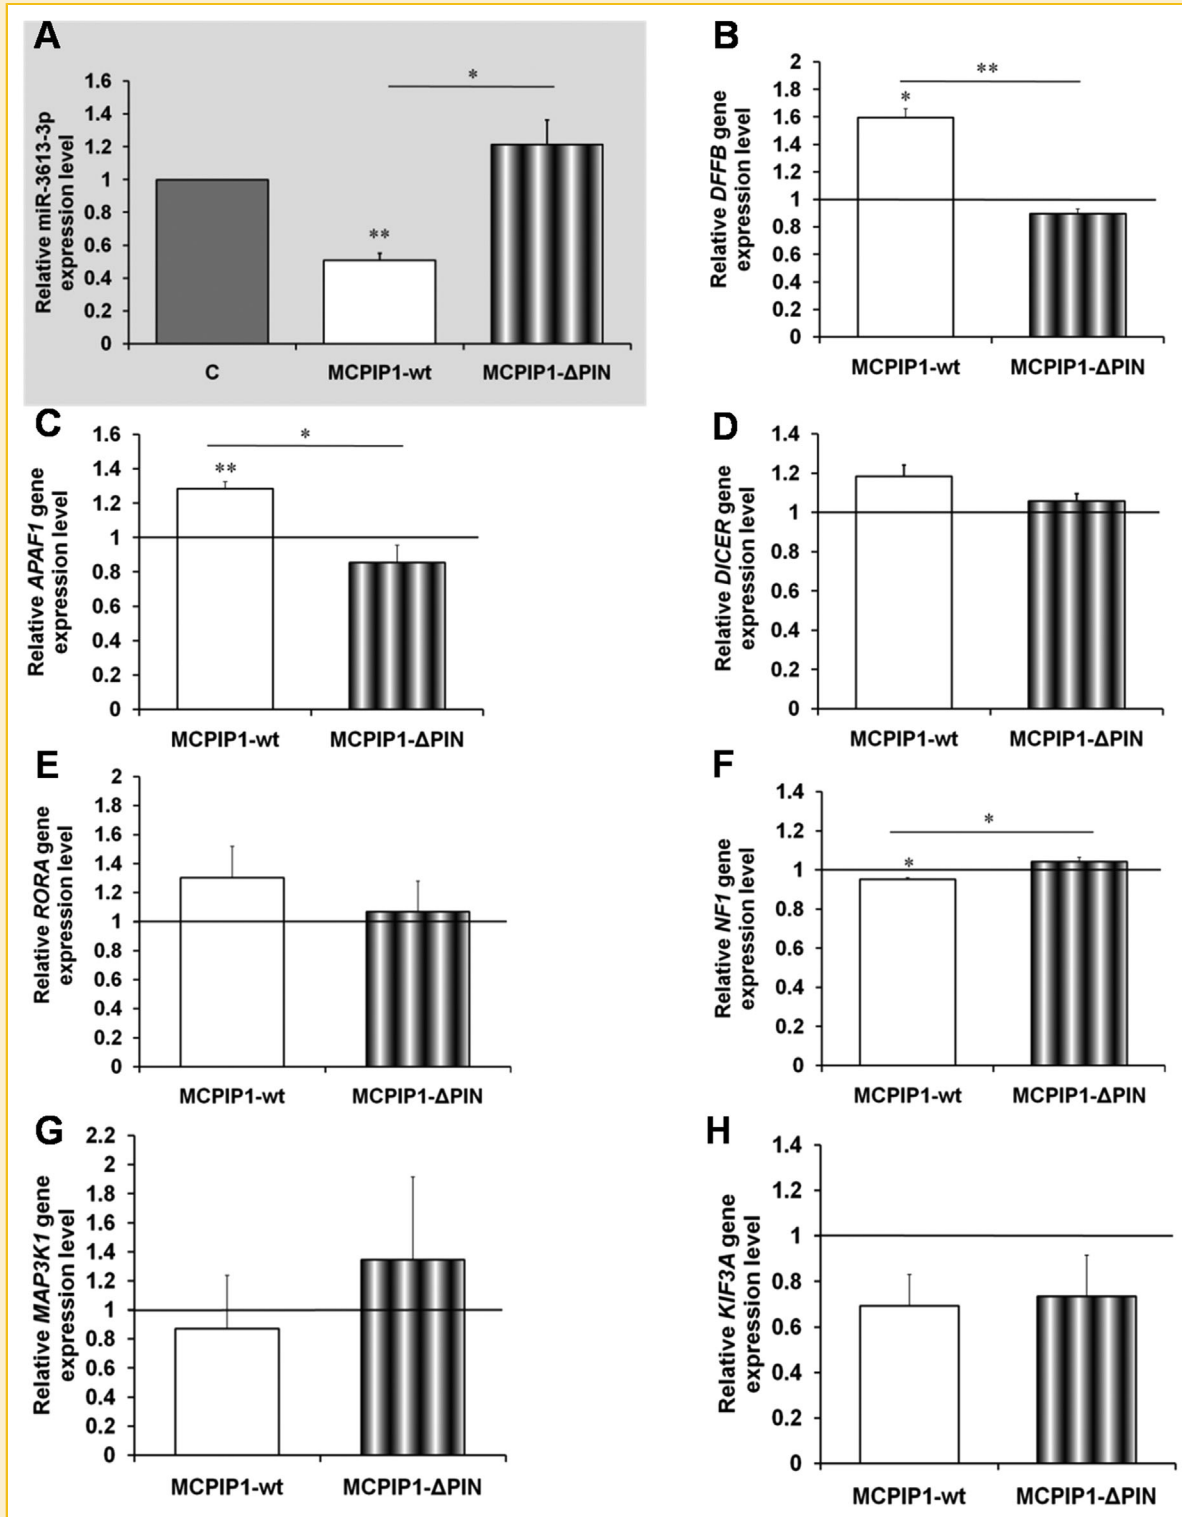 A
Relative miR-3613-3p
expression level
1.6
1.4
1.2
1
0.8
0.6
0.4
0.2
0
**
*
C
MCPIP1-wt
MCPIP1-ΔPIN
B
Relative DFFB gene
expression level
2
1.8
1.6
1.4
1.2
1
0.8
0.6
0.4
0.2
0
*
**
MCPIP1-wt
MCPIP1-ΔPIN
C
Relative APAF1 gene
expression level
1.6
1.4
1.2
1
0.8
0.6
0.4
0.2
0
**
*
MCPIP1-wt
MCPIP1-ΔPIN
D
Relative DICER gene
expression level
1.4
1.2
1
0.8
0.6
0.4
0.2
0
MCPIP1-wt
MCPIP1-ΔPIN
E
Relative RORA gene
expression level
2
1.8
1.6
1.4
1.2
1
0.8
0.6
0.4
0.2
0
MCPIP1-wt
MCPIP1-ΔPIN
F
Relative NF1 gene
expression level
1.4
1.2
1
0.8
0.6
0.4
0.2
0
*
*
MCPIP1-wt
MCPIP1-ΔPIN
G
Relative MAP3K1 gene
expression level
2.2
2
1.8
1.6
1.4
1.2
1
0.8
0.6
0.4
0.2
0
MCPIP1-wt
MCPIP1-ΔPIN
H
Relative KIF3A gene
expression level
1.4
1.2
1
0.8
0.6
0.4
0.2
0
MCPIP1-wt
MCPIP1-ΔPIN